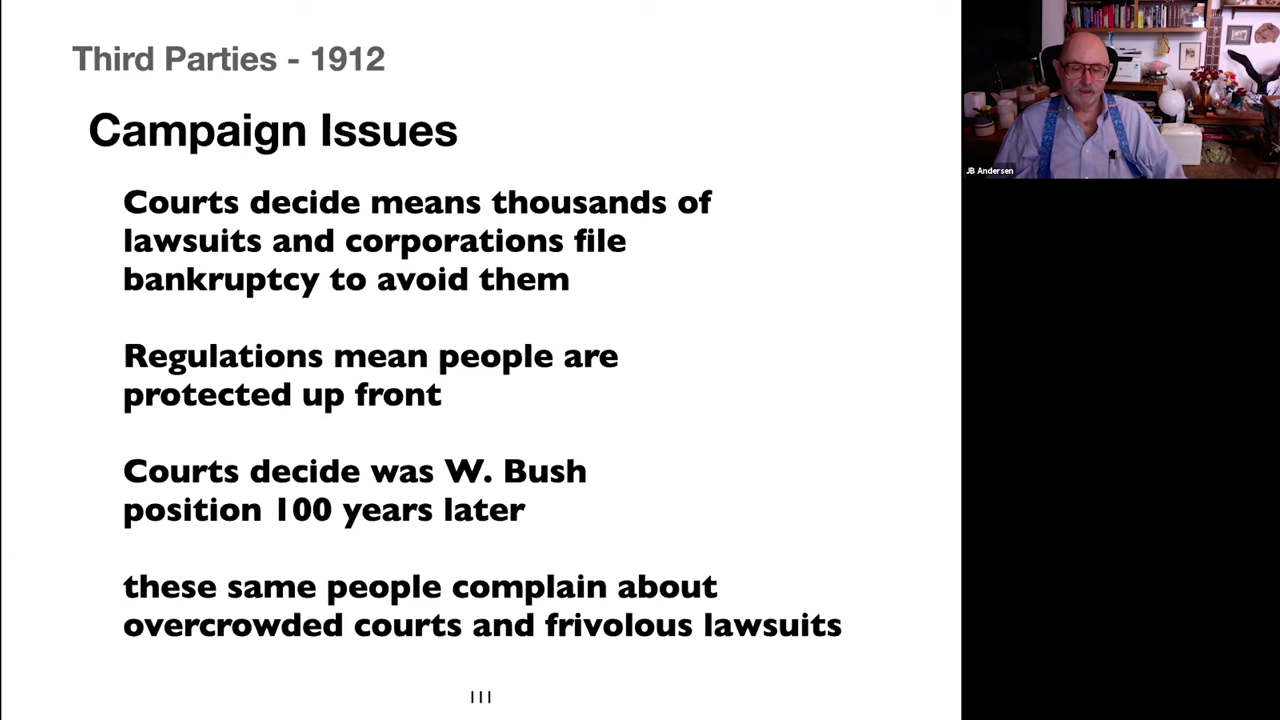 Third Parties - 1912
Campaign Issues
Courts decide means thousands of
lawsuits and corporations file
bankruptcy to avoid them
Regulations mean people are
protected up front
Courts decide was W. Bush
position 100 years later
these same people complain about
overcrowded courts and frivolous lawsuits
111
JB Andersen